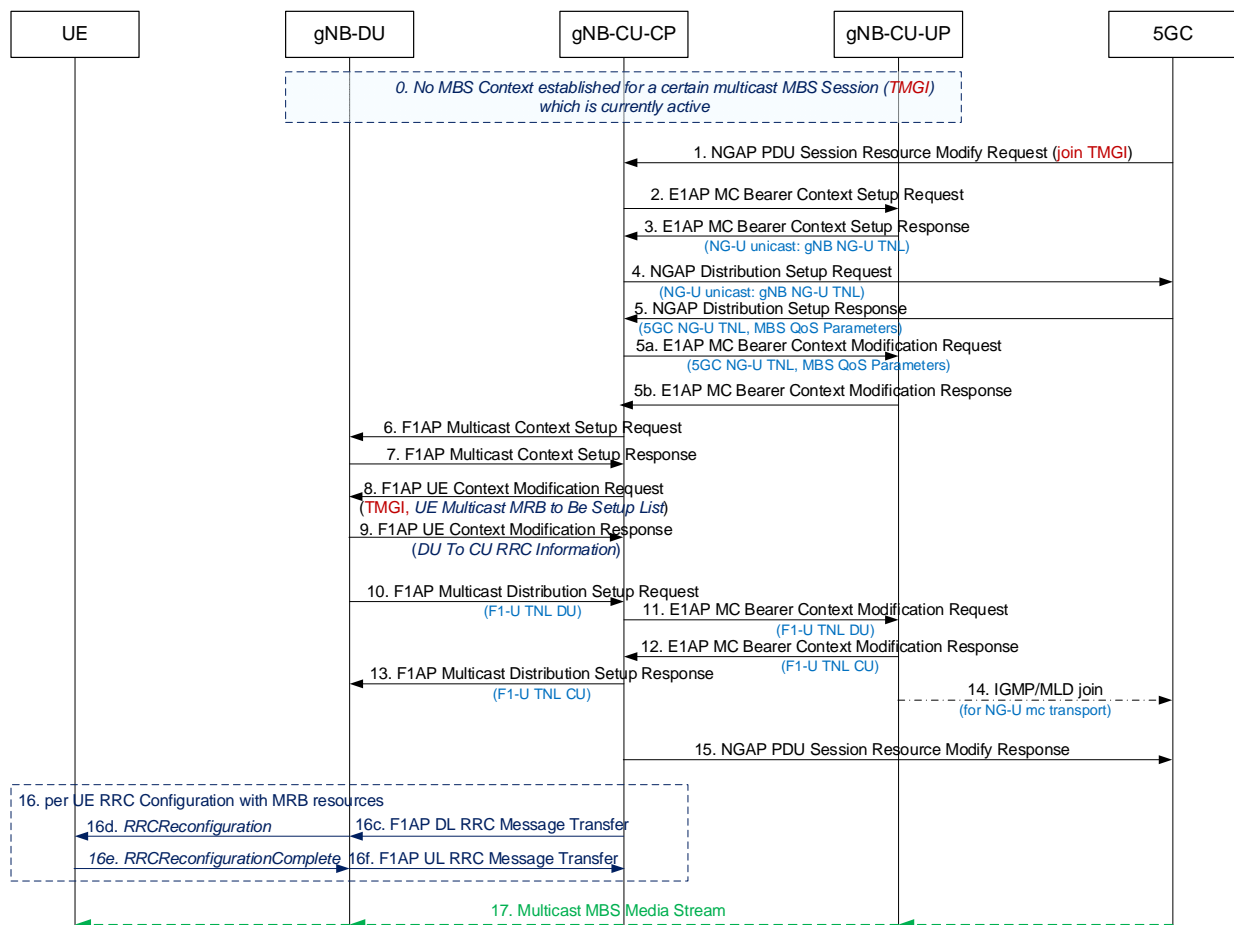 UE
gNB-DU
gNB-CU-CP
gNB-CU-UP
5GC
0. No MBS Context established for a certain multicast MBS Session (TMGI)
which is currently active
1. NGAP PDU Session Resource Modify Request (join TMGI)
2. E1AP MC Bearer Context Setup Request
3. E1AP MC Bearer Context Setup Response
(NG-U unicast: gNB NG-U TNL)
4. NGAP Distribution Setup Request
(NG-U unicast: gNB NG-U TNL)
5. NGAP Distribution Setup Response
(5GC NG-U TNL, MBS QoS Parameters)
5a. E1AP MC Bearer Context Modification Request
(5GC NG-U TNL, MBS QoS Parameters)
5b. E1AP MC Bearer Context Modification Response
6. F1AP Multicast Context Setup Request
7. F1AP Multicast Context Setup Response
8. F1AP UE Context Modification Request
(TMGI, UE Multicast MRB to Be Setup List)
9. F1AP UE Context Modification Response
(DU To CU RRC Information)
10. F1AP Multicast Distribution Setup Request
(F1-U TNL DU)
11. E1AP MC Bearer Context Modification Request
(F1-U TNL DU)
12. E1AP MC Bearer Context Modification Response
(F1-U TNL CU)
13. F1AP Multicast Distribution Setup Response
(F1-U TNL CU)
14. IGMP/MLD join
(for NG-U mc transport)
15. NGAP PDU Session Resource Modify Response
16. per UE RRC Configuration with MRB resources
16d. RRCReconfiguration
16c. F1AP DL RRC Message Transfer
16e. RRCReconfigurationComplete
16f. F1AP UL RRC Message Transfer
17. Multicast MBS Media Stream